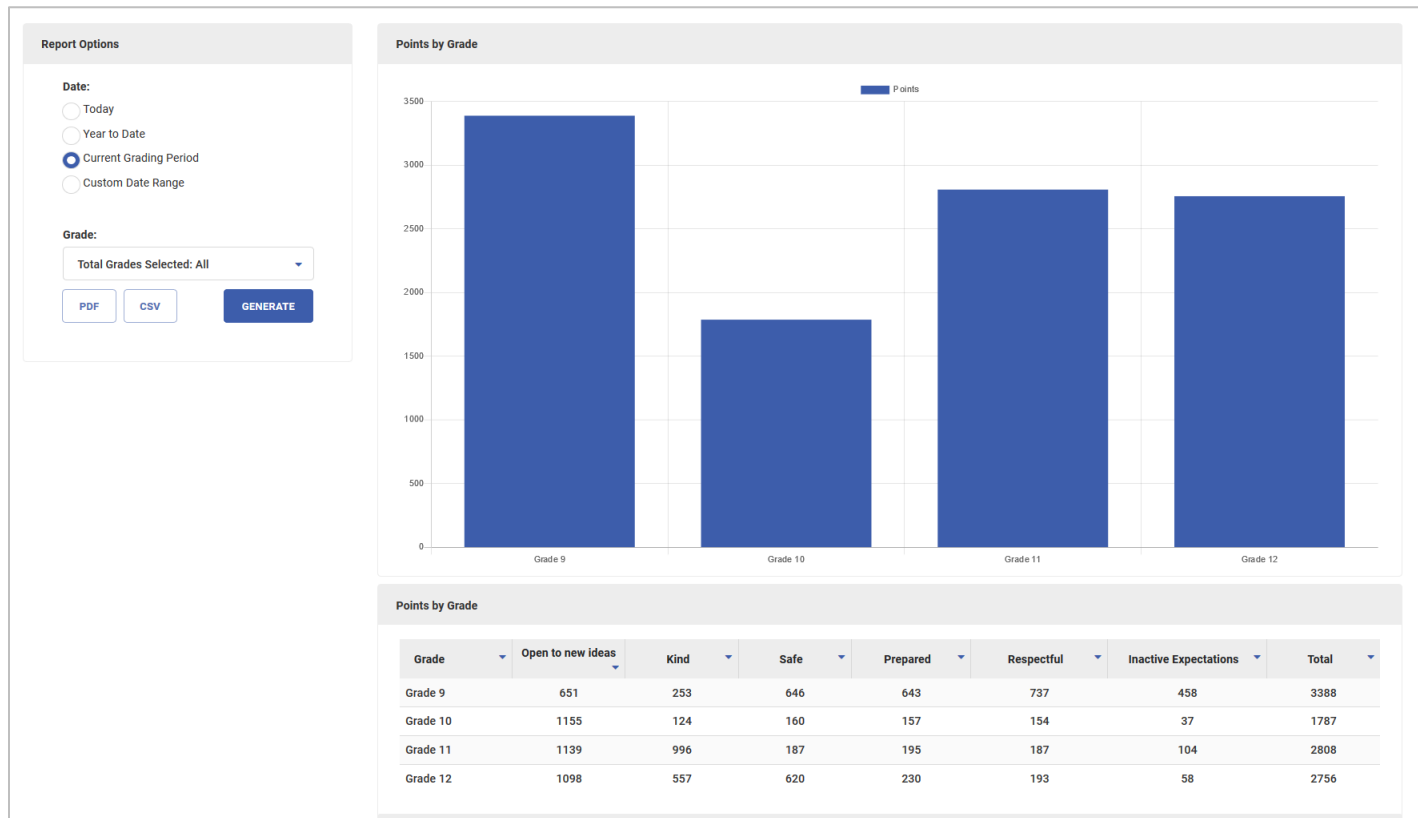 Report Options
Date:
Today
Year to Date
Current Grading Period
Custom Date Range
Grade:
Total Grades Selected: All
PDF CSV GENERATE
Points by Grade
Points
3500
3000
2500
2000
1500
1000
500
0
Grade 9 Grade 10 Grade 11 Grade 12
Points by Grade
Grade Open to new ideas Kind Safe Prepared Respectful Inactive Expectations Total
Grade 9 651 253 646 643 737 458 3388
Grade 10 1155 124 160 157 154 37 1787
Grade 11 1139 996 187 195 187 104 2808
Grade 12 1098 557 620 230 193 58 2756